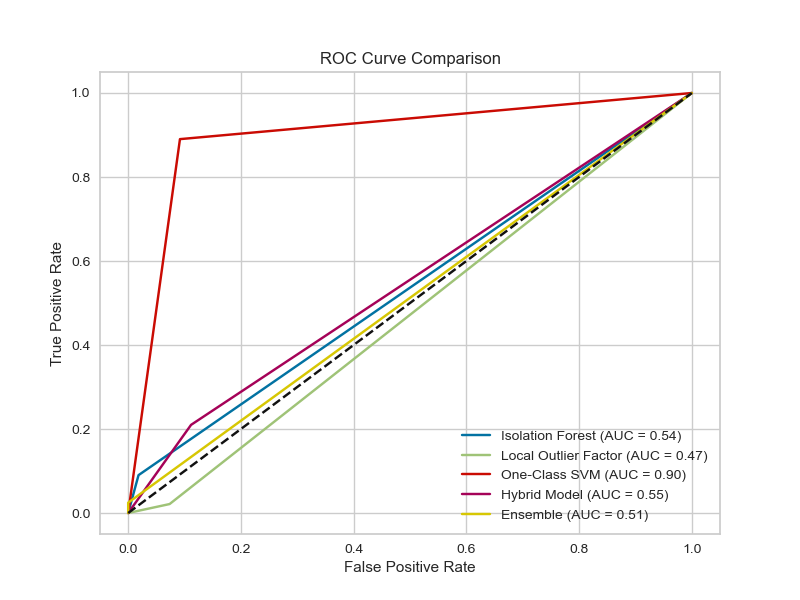 ROC Curve Comparison
True Positive Rate
1.0
0.8
0.6
0.4
0.2
0.0
Isolation Forest (AUC = 0.54)
Local Outlier Factor (AUC = 0.47)
One-Class SVM (AUC = 0.90)
Hybrid Model (AUC = 0.55)
Ensemble (AUC = 0.51)
0.0 0.2 0.4 0.6 0.8 1.0
False Positive Rate